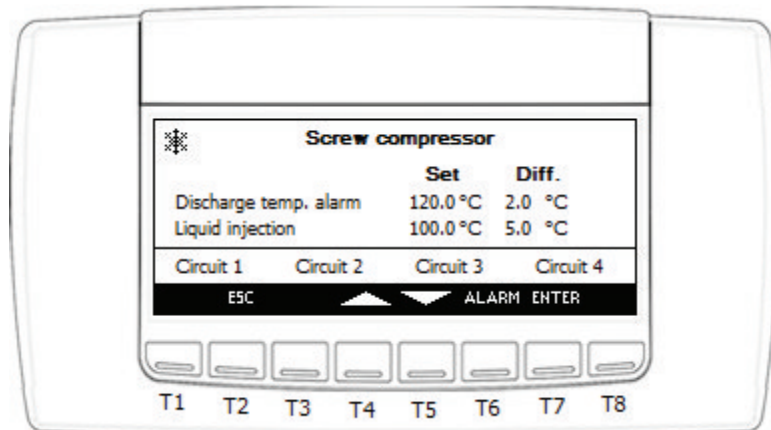 Screw compressor
Set Diff.
Discharge temp. alarm 120.0 °C 2.0 °C
Liquid injection 100.0 °C 5.0 °C
Circuit 1 Circuit 2 Circuit 3 Circuit 4
ESC ALARM ENTER
T1 T2 T3 T4 T5 T6 T7 T8